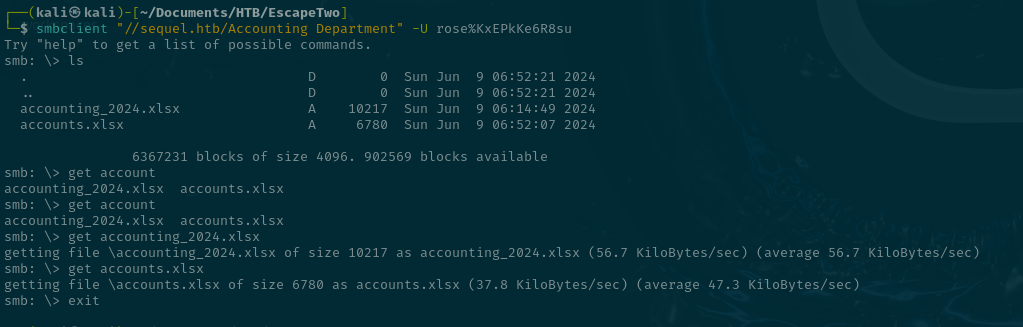 ┌──(kali㉿kali)-[~/Documents/HTB/EscapeTwo]
└─$ smbclient "//sequel.htb/Accounting Department" -U rose%KxEPkKe6R8su
Try "help" to get a list of possible commands.
smb: \> ls
  .                                   D        0  Sun Jun  9 06:52:21 2024
  ..                                  D        0  Sun Jun  9 06:52:21 2024
  accounting_2024.xlsx                A    10217  Sun Jun  9 06:14:49 2024
  accounts.xlsx                       A     6780  Sun Jun  9 06:52:07 2024
                6367231 blocks of size 4096. 902569 blocks available
smb: \> get account
accounting_2024.xlsx  accounts.xlsx
smb: \> get account
accounting_2024.xlsx  accounts.xlsx
smb: \> get accounting_2024.xlsx
getting file \accounting_2024.xlsx of size 10217 as accounting_2024.xlsx (56.7 KiloBytes/sec) (average 56.7 KiloBytes/sec)
smb: \> get accounts.xlsx
getting file \accounts.xlsx of size 6780 as accounts.xlsx (37.8 KiloBytes/sec) (average 47.3 KiloBytes/sec)
smb: \> exit